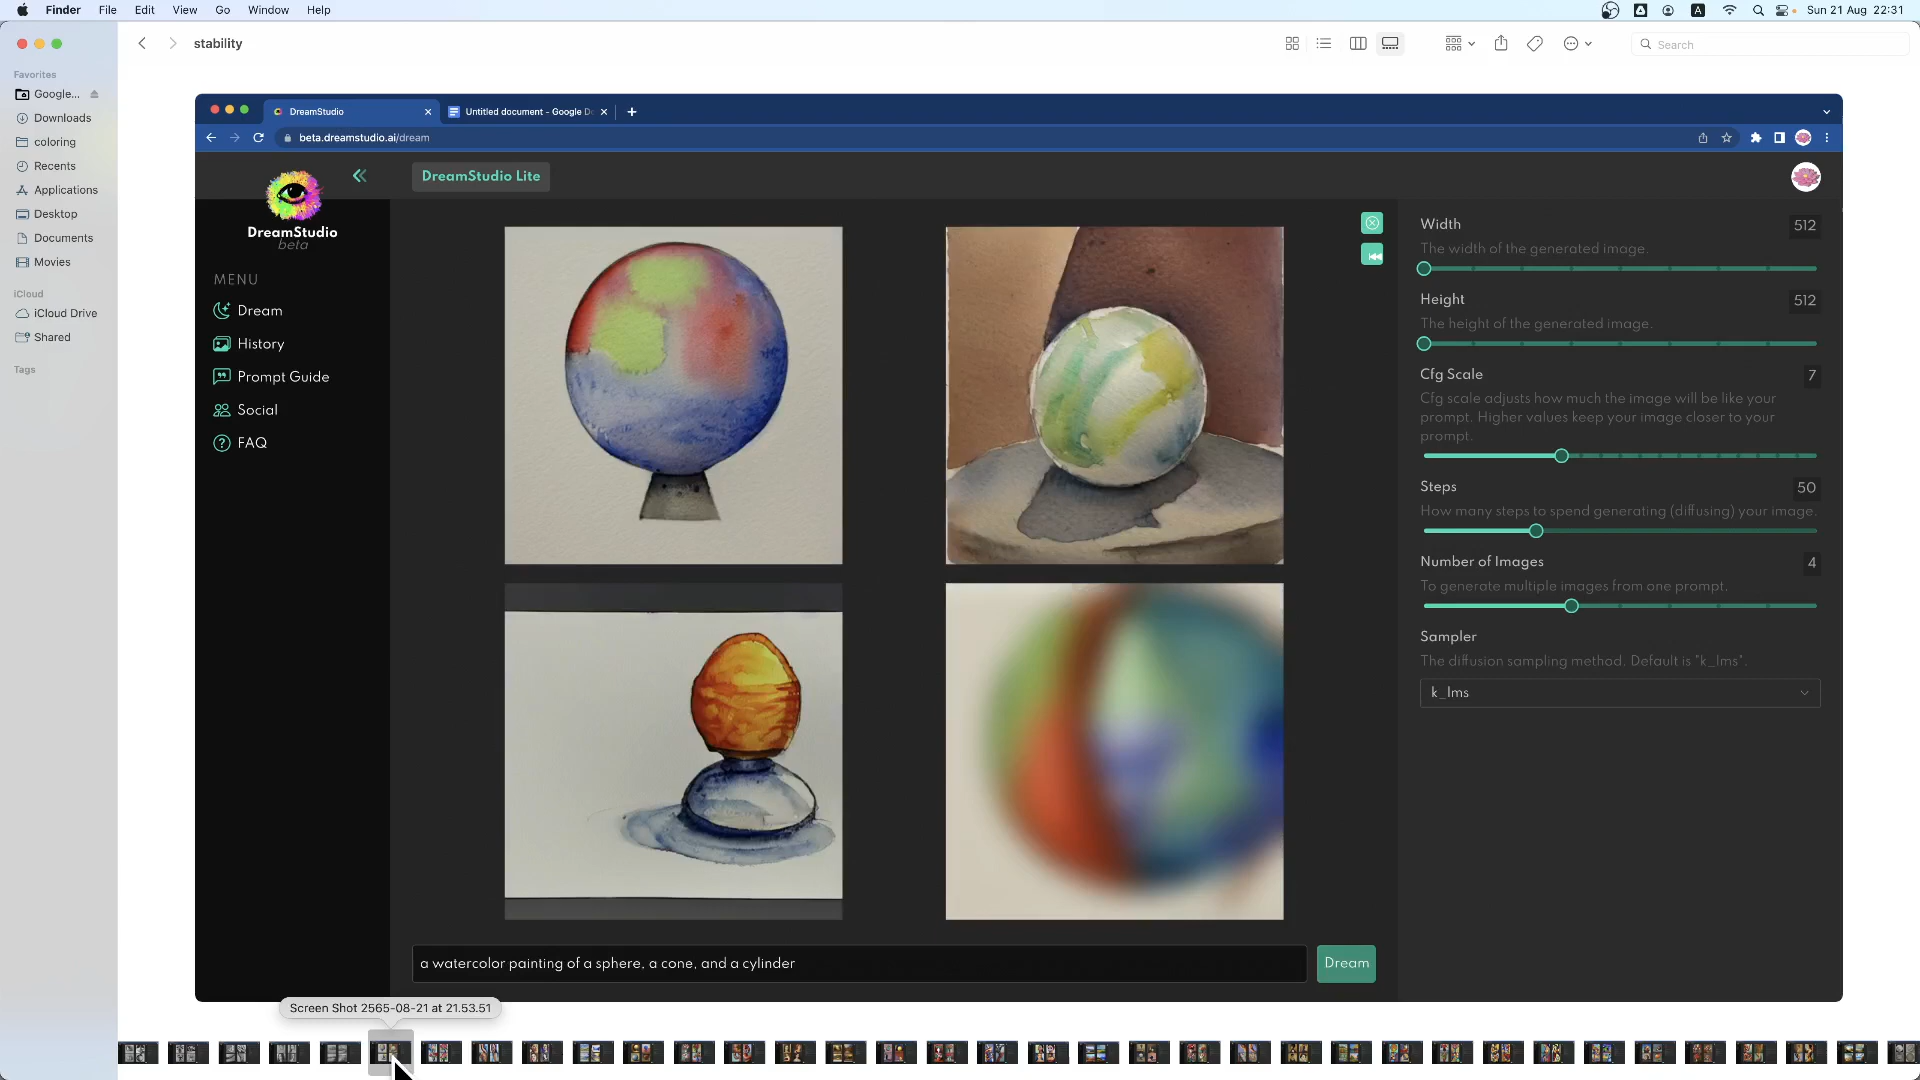 Finder File Edit View Go Window Help
A
Sun 21 Aug 22:31
stability
Search
Favorites
Google...
Downloads
coloring
Recents
Applications
Desktop
Documents
Movies
iCloud
iCloud Drive
Shared
Tags
DreamStudio
Untitled document - Google D
beta.dreamstudio.ai/dream
DreamStudio
beta
MENU
Dream
History
Prompt Guide
Social
FAQ
DreamStudio Lite
Width 512
The width of the generated image.
Height 512
The height of the generated image.
Cfg Scale 7
Cfg scale adjusts how much the image will be like your
prompt. Higher values keep your image closer to your
prompt.
Steps 50
How many steps to spend generating (diffusing) your image.
Number of Images 4
To generate multiple images from one prompt.
Sampler
The diffusion sampling method. Default is "k_lms".
k_lms
a watercolor painting of a sphere, a cone, and a cylinder
Dream
Screen Shot 2565-08-21 at 21.53.51